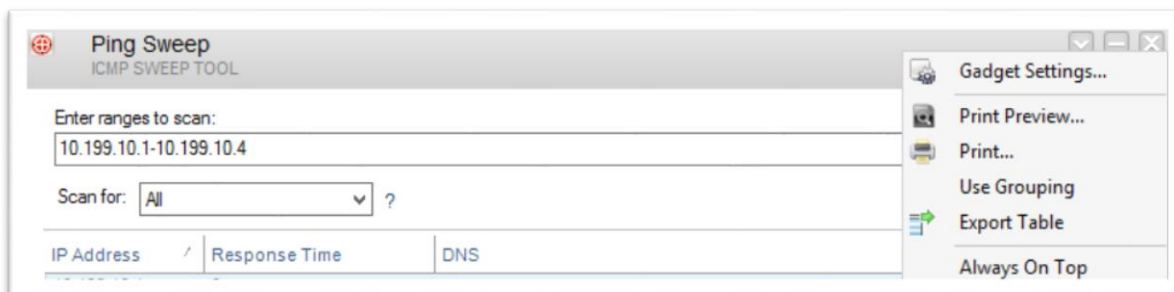 Ping Sweep
ICMP SWEEP TOOL
Enter ranges to scan:
10.199.10.1-10.199.10.4
Scan for: All ?
IP Address Response Time DNS
Gadget Settings...
Print Preview...
Print...
Use Grouping
Export Table
Always On Top